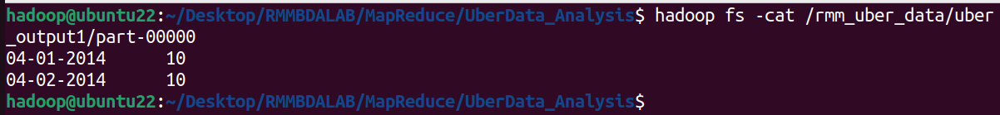 hadoop@ubuntu22:~/Desktop/RMMBDALAB/MapReduce/UberData_Analysis$ hadoop fs -cat /rmm_uber_data/uber
_output1/part-00000
04-01-2014      10
04-02-2014      10
hadoop@ubuntu22:~/Desktop/RMMBDALAB/MapReduce/UberData_Analysis$